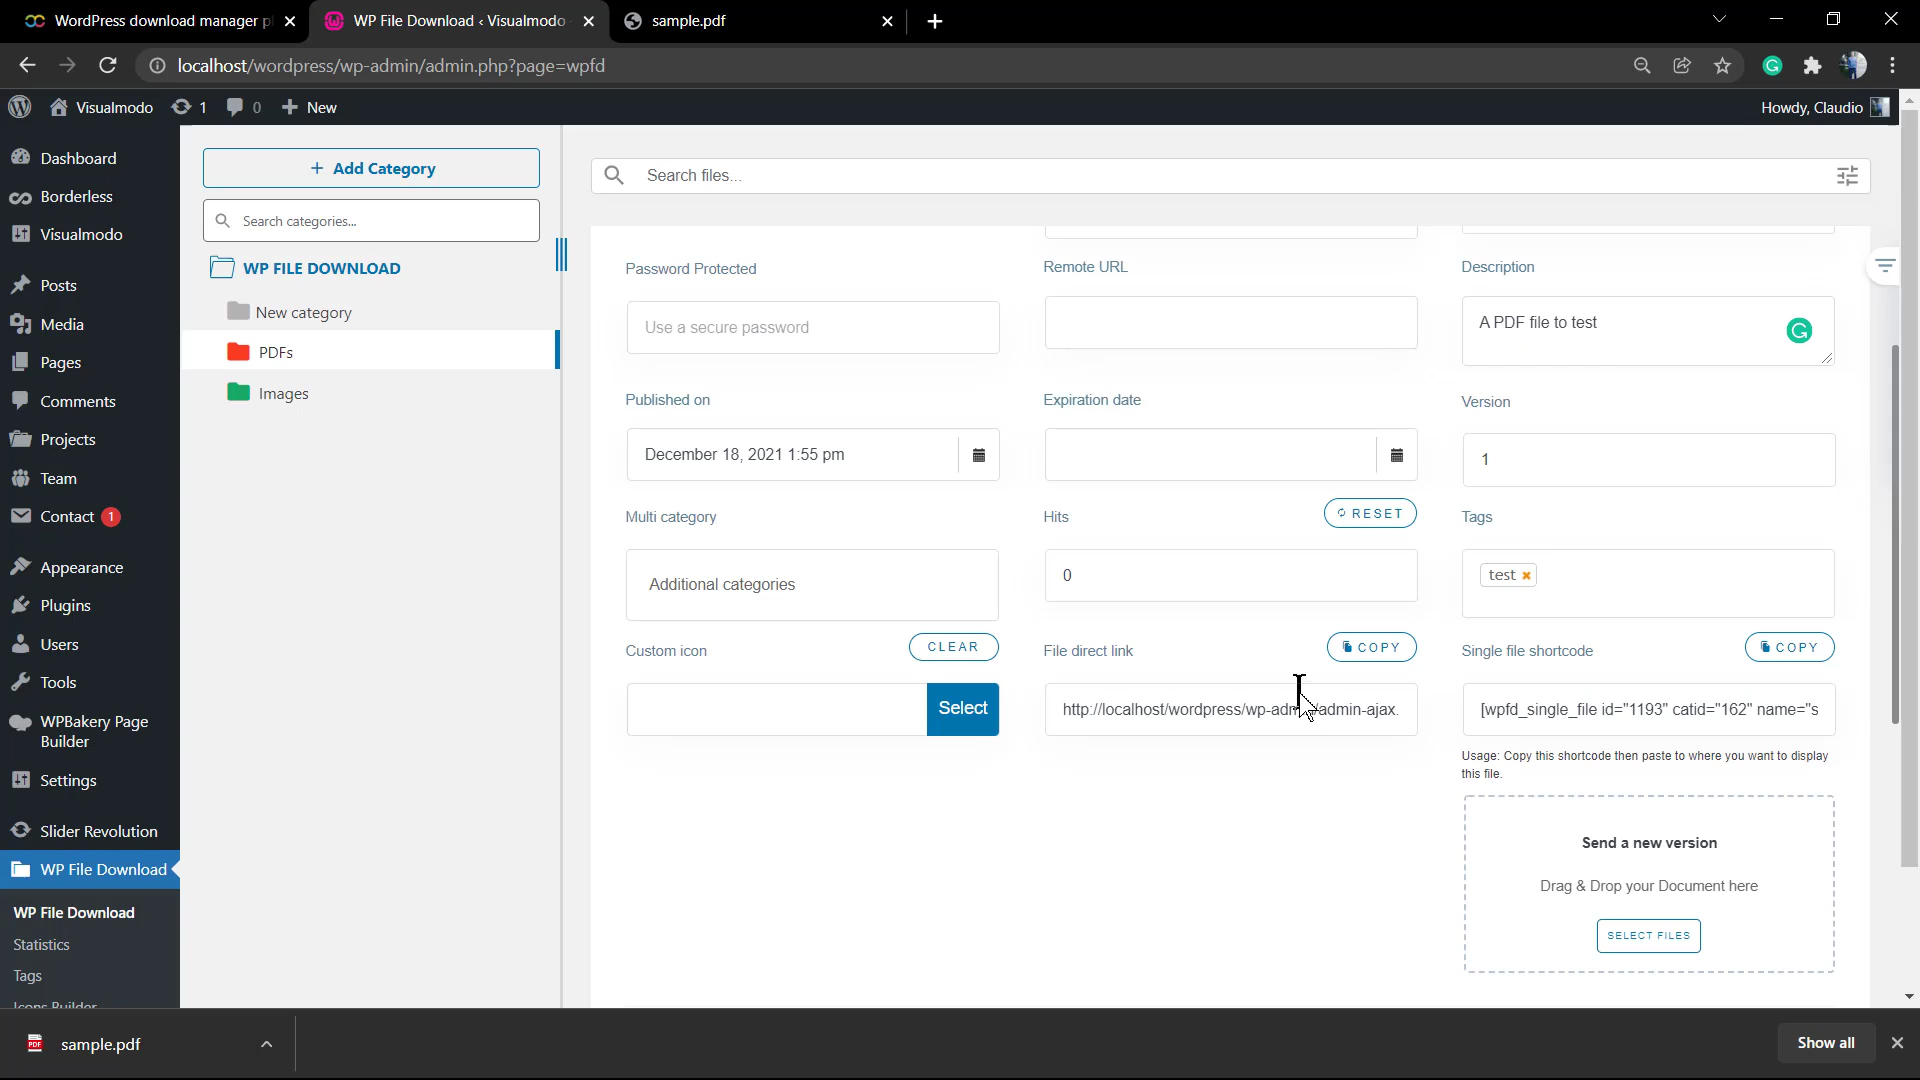 WordPress download manager pl
WP File Download ‹ Visualmodo
sample.pdf
localhost/wordpress/wp-admin/admin.php?page=wpfd
Visualmodo
1
0
New
Howdy, Claudio
Dashboard
Borderless
Visualmodo
Posts
Media
Pages
Comments
Projects
Team
Contact 1
Appearance
Plugins
Users
Tools
WPBakery Page
Builder
Settings
Slider Revolution
WP File Download
WP File Download
Statistics
Tags
Icons Builder
+ Add Category
Search categories...
WP FILE DOWNLOAD
New category
PDFs
Images
Search files...
Password Protected
Remote URL
Description
Use a secure password
A PDF file to test
Published on
Expiration date
Version
December 18, 2021 1:55 pm
1
Multi category
Hits
RESET
Tags
Additional categories
0
test ×
Custom icon
CLEAR
File direct link
COPY
Single file shortcode
COPY
Select
http://localhost/wordpress/wp-admin/admin-ajax.
[wpfd_single_file id="1193" catid="162" name="s
Usage: Copy this shortcode then paste to where you want to display
this file.
Send a new version
Drag & Drop your Document here
SELECT FILES
PDF
sample.pdf
Show all